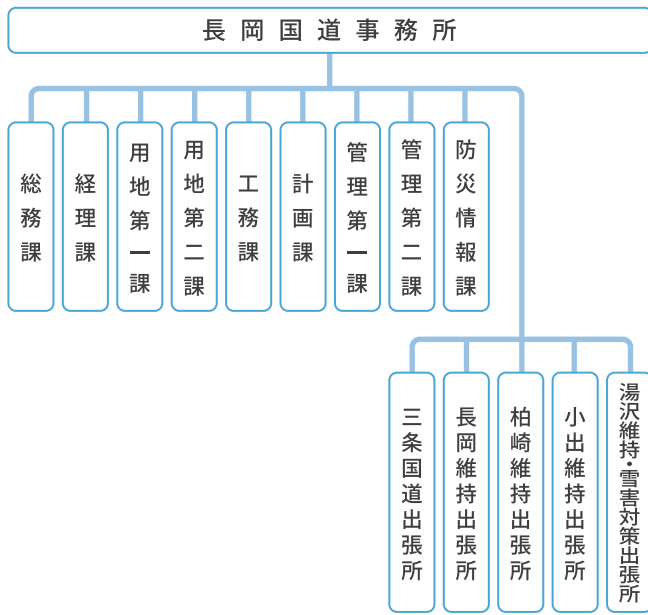 長岡国道事務所
総務課
経理課
用地第一課
用地第二課
工務課
計画課
管理第一課
管理第二課
防災情報課
三条国道出張所
長岡維持出張所
柏崎維持出張所
小出維持出張所
湯沢維持・雪害対策出張所